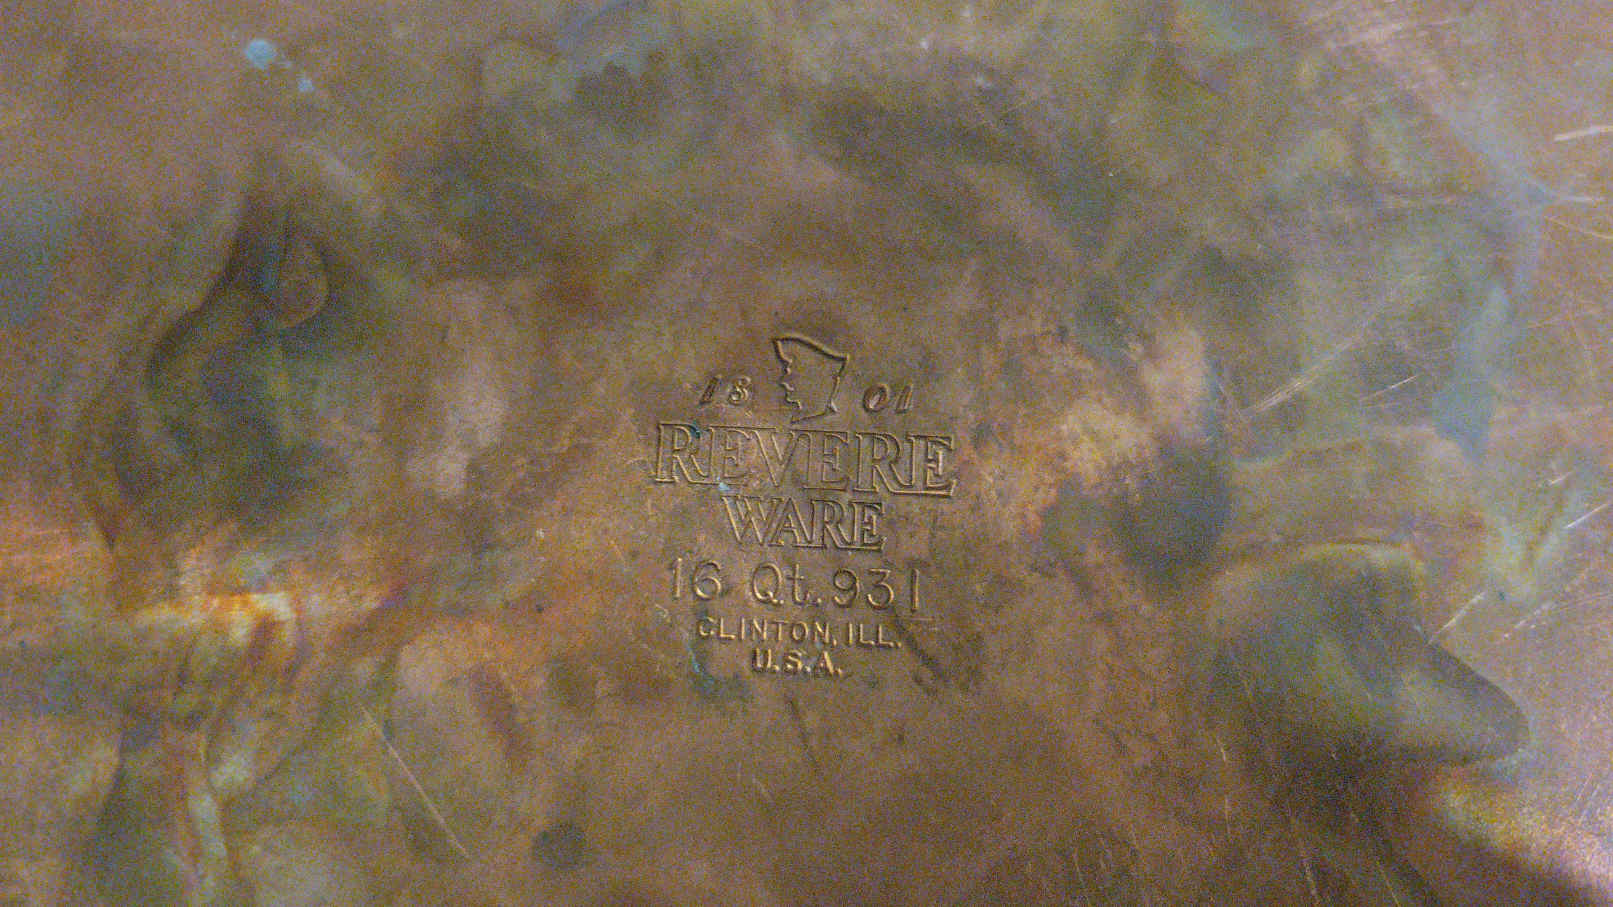 18 01
REVERE
WARE
16 Qt. 931
CLINTON, ILL.
U.S.A.